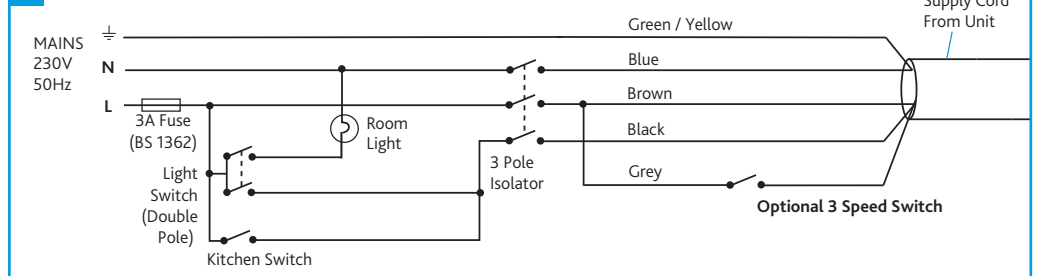 Supply Cord
From Unit
Green / Yellow
MAINS
230V
50Hz
N
Blue
L
Brown
3A Fuse
(BS 1362)
Room
Light
Black
3 Pole
Isolator
Light
Switch
(Double
Pole)
Grey
Optional 3 Speed Switch
Kitchen Switch